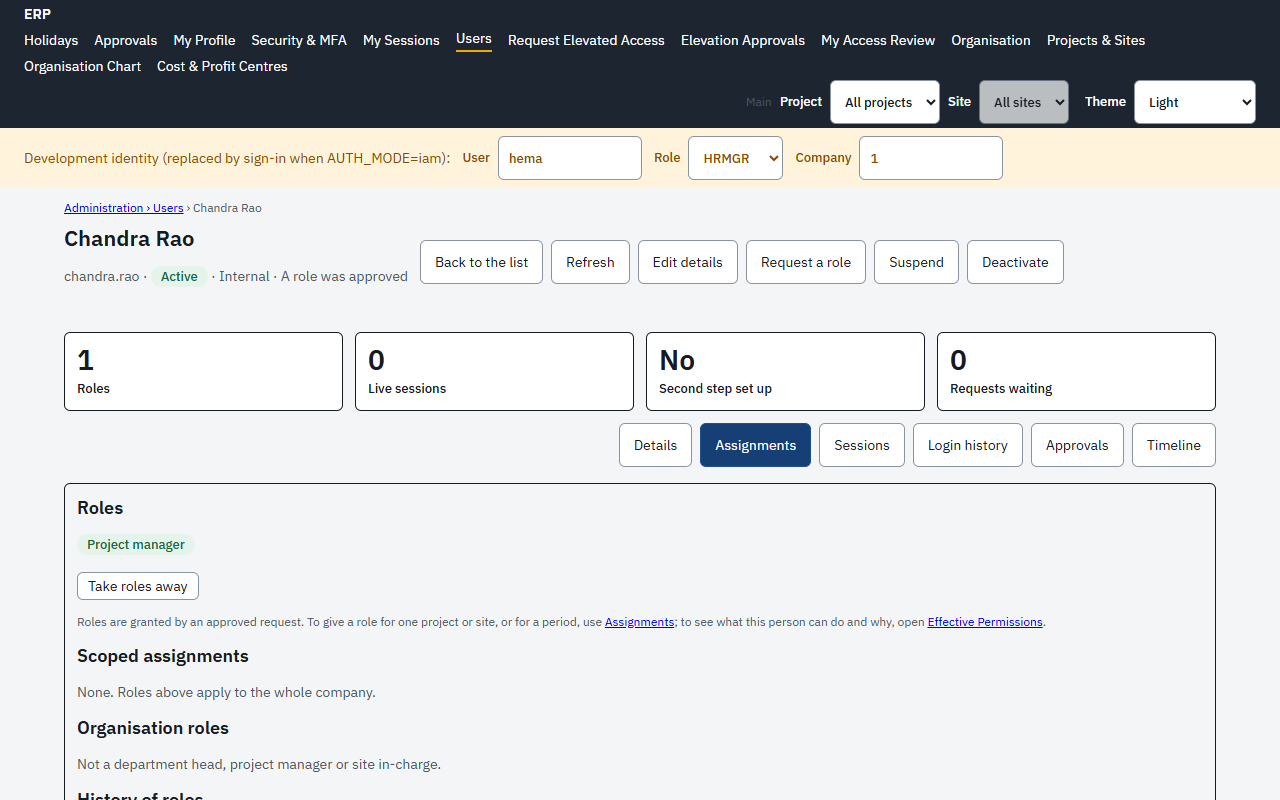 ERP
Holidays Approvals My Profile Security & MFA My Sessions Users Request Elevated Access Elevation Approvals My Access Review Organisation Projects & Sites
Organisation Chart Cost & Profit Centres
Main Project All projects Site All sites Theme Light
Development identity (replaced by sign-in when AUTH_MODE=iam): User hema Role HRMGR Company 1
Administration › Users › Chandra Rao
Chandra Rao
chandra.rao · Active · Internal · A role was approved
Back to the list Refresh Edit details Request a role Suspend Deactivate
1 0 No 0
Roles Live sessions Second step set up Requests waiting
Details Assignments Sessions Login history Approvals Timeline
Roles
Project manager
Take roles away
Roles are granted by an approved request. To give a role for one project or site, or for a period, use Assignments; to see what this person can do and why, open Effective Permissions.
Scoped assignments
None. Roles above apply to the whole company.
Organisation roles
Not a department head, project manager or site in-charge.
History of roles